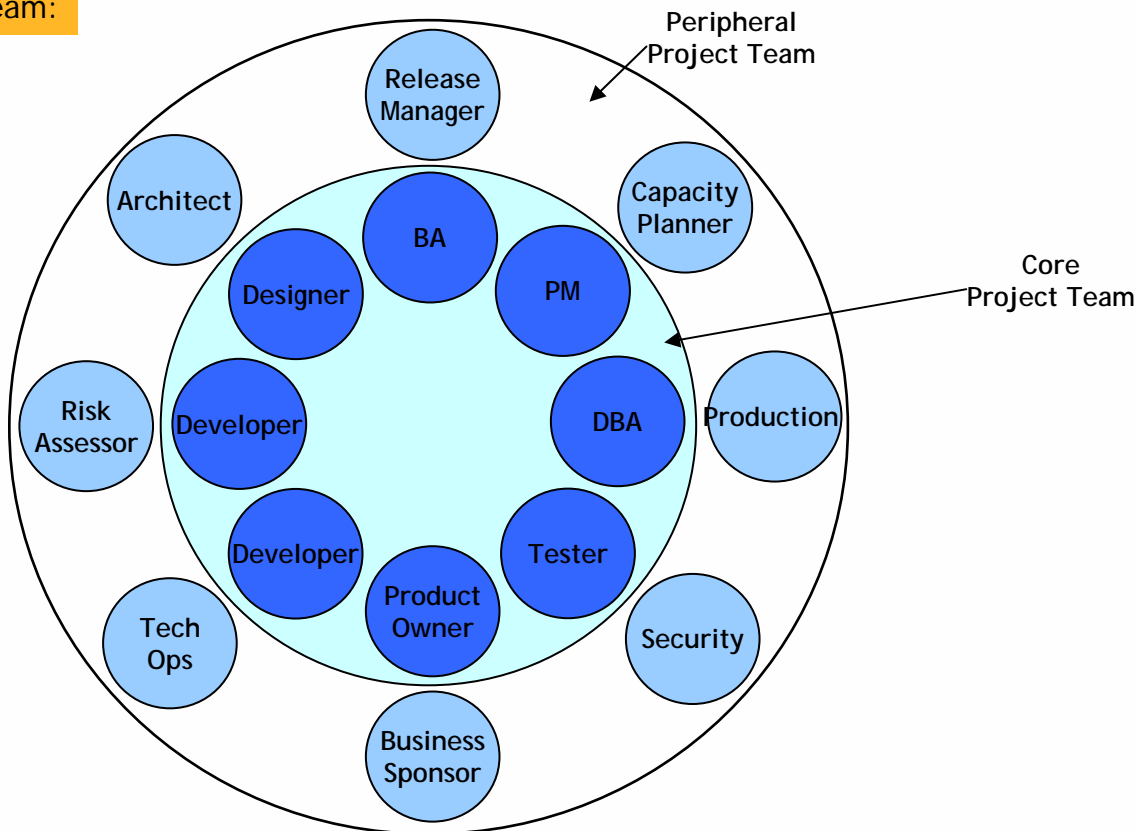 eam:
Peripheral
Project Team
Release
Manager
Architect
Capacity
Planner
BA
Designer
PM
Core
Project Team
Risk
Assessor
Developer
DBA
Production
Developer
Tester
Product
Owner
Tech
Ops
Security
Business
Sponsor